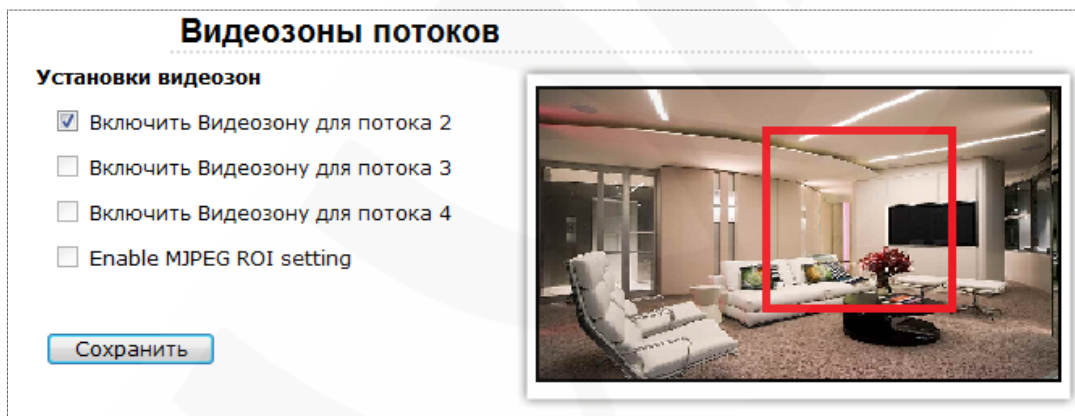 Видеозоны потоков
Установки видеозон
Включить Видеозону для потока 2
Включить Видеозону для потока 3
Включить Видеозону для потока 4
Enable MJPEG ROI setting
Сохранить